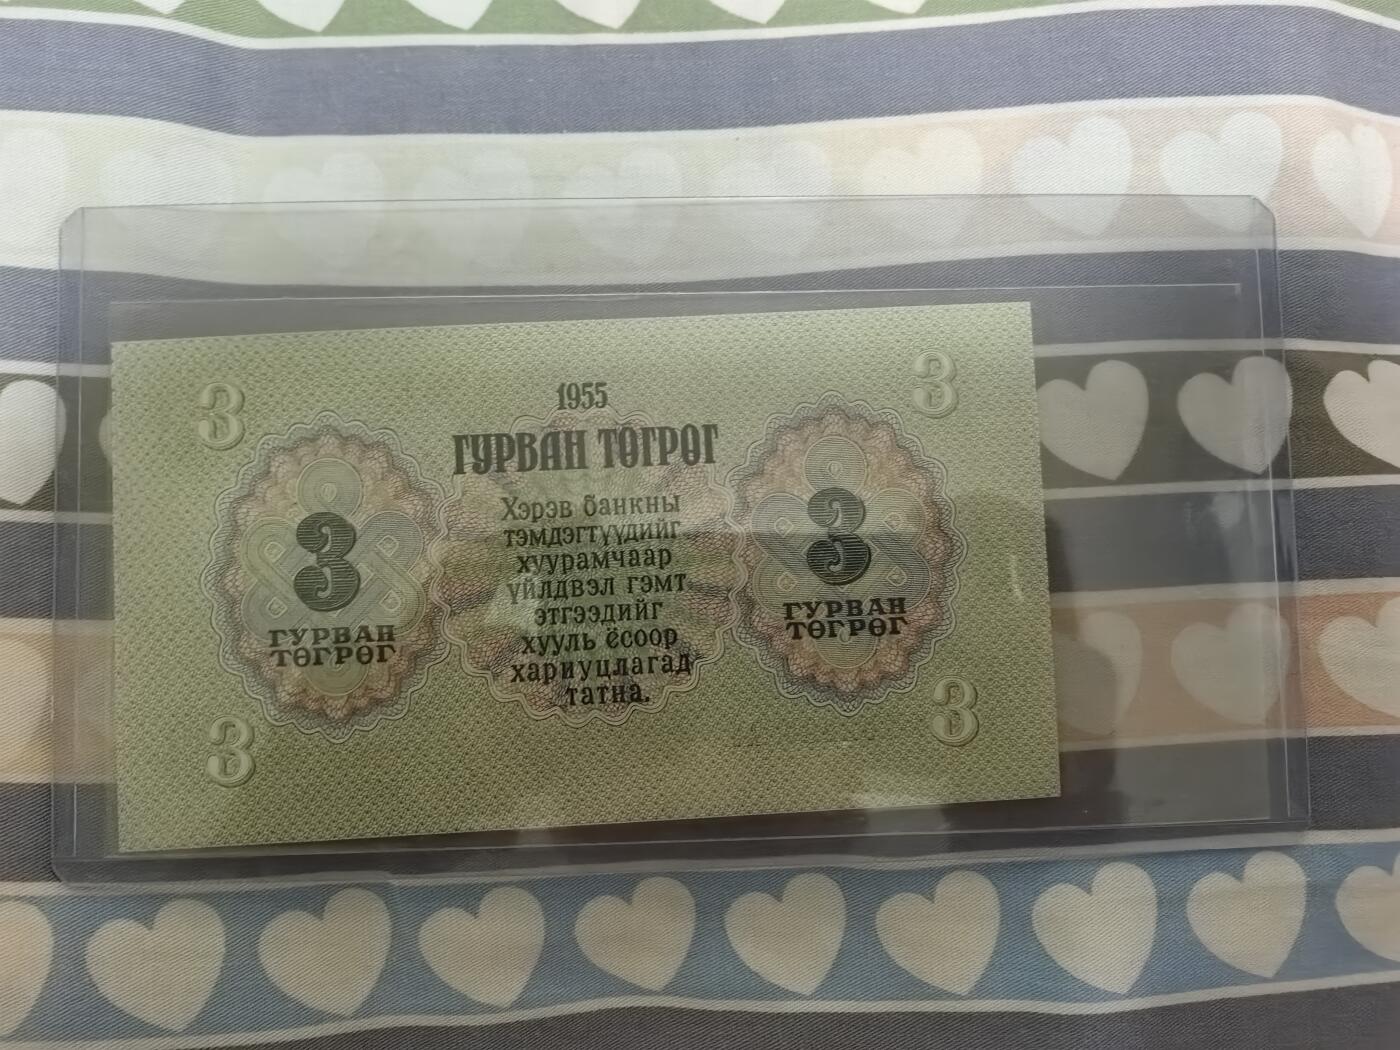 3
3
1955
ГУРВАН ТӨГРӨГ
Хэрэв банкны
тэмдэгтүүдийг
хуурамчаар
үйлдвэл гэмт
этгээдийг
хууль ёсоор
хариуцлагад
татна.
3
ГУРВАН
ТӨГРӨГ
3
ГУРВАН
ТӨГРӨГ
3
3